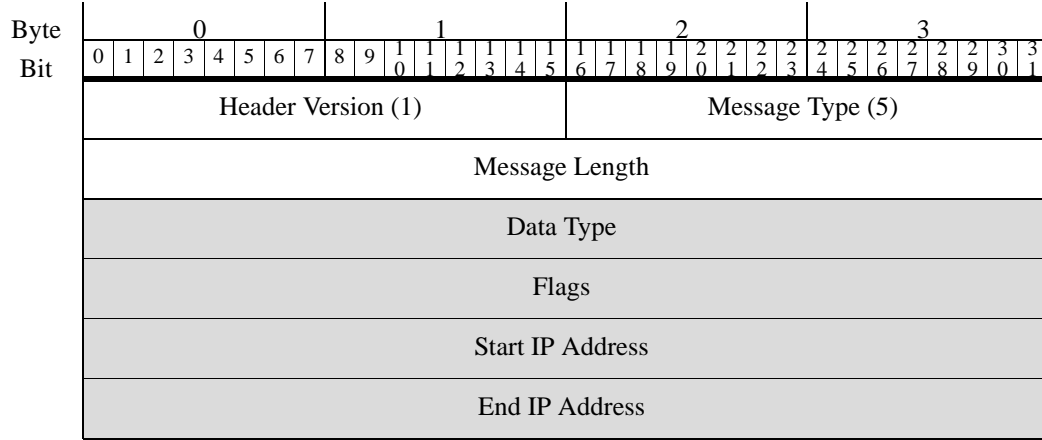 Byte 0 1 2 3
Bit 0 1 2 3 4 5 6 7 8 9 10 11 12 13 14 15 16 17 18 19 20 21 22 23 24 25 26 27 28 29 30 31
Header Version (1) Message Type (5)
Message Length
Data Type
Flags
Start IP Address
End IP Address